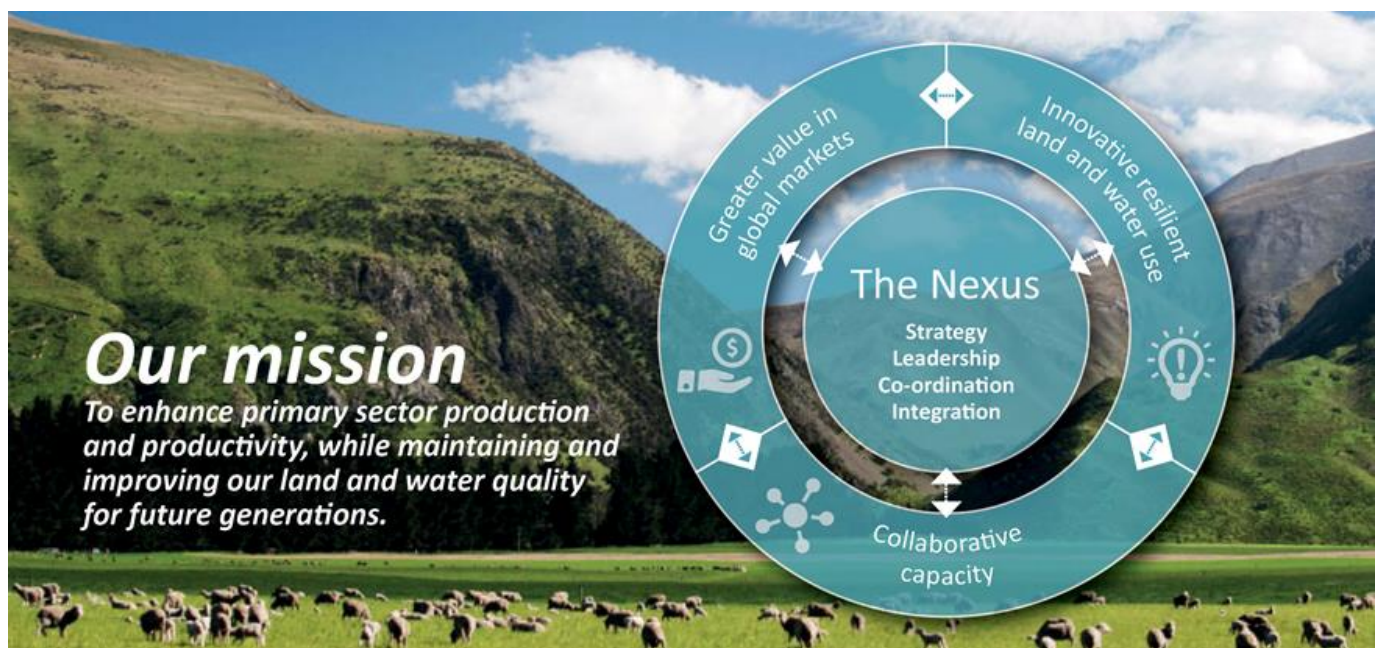 Our mission
To enhance primary sector production
and productivity, while maintaining and
improving our land and water quality
for future generations.
Greater value in
global markets
Innovative resilient
land and water use
The Nexus
Strategy
Leadership
Co-ordination
Integration
Collaborative
capacity
$